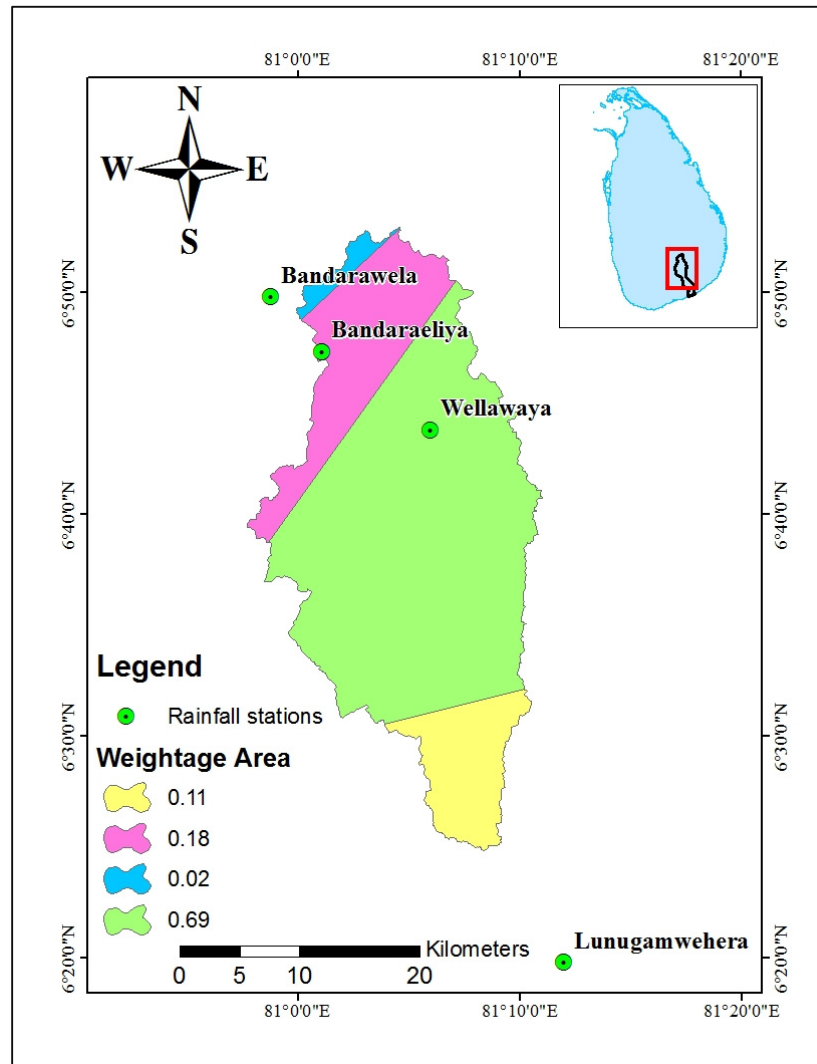 81°0'0"E 81°10'0"E 81°20'0"E
N
W E
S
6°50'0"N 6°50'0"N
Bandarawela
Bandaraeliya
Wellawaya
6°40'0"N 6°40'0"N
Legend
Rainfall stations
6°30'0"N 6°30'0"N
Weightage Area
0.11
0.18
0.02
0.69
Kilometers
0 5 10 20
Lunugamwehera
6°20'0"N 6°20'0"N
81°0'0"E 81°10'0"E 81°20'0"E